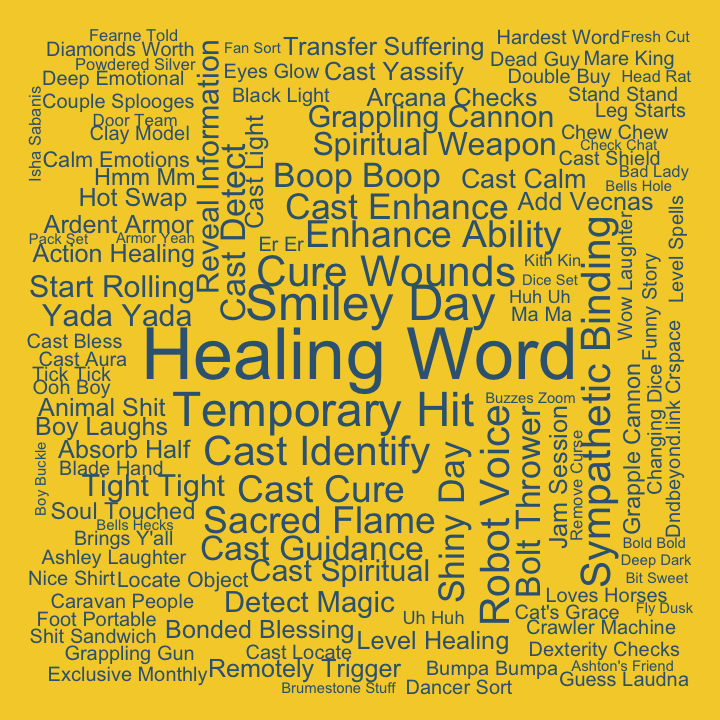 Fearne Told
Diamonds Worth
Powdered Silver
Deep Emotional
Couple Splooges
Door Team
Clay Model
Isha Sabanis
Calm Emotions
Hmm Mm
Hot Swap
Ardent Armor
Pack Set
Armor Yeah
Action Healing
Start Rolling
Yada Yada
Reveal Information
Cast Detect
Cast Light
Fan Sort
Transfer Suffering
Eyes Glow
Cast Yassify
Black Light
Arcana Checks
Grappling Cannon
Spiritual Weapon
Boop Boop
Cast Calm
Cast Enhance
Add Vecnas
Er Er
Enhance Ability
Cure Wounds
Smiley Day
Hardest Word
Fresh Cut
Dead Guy
Mare King
Double Buy
Head Rat
Stand Stand
Leg Starts
Chew Chew
Check Chat
Cast Shield
Bad Lady
Bells Hole
Kith Kin
Dice Set
Huh Uh
Ma Ma
Sympathetic Binding
Wow Laughter
Funny Story
Level Spells
Healing Word
Cast Bless
Cast Aura
Tick Tick
Ooh Boy
Animal Shit
Boy Laughs
Absorb Half
Blade Hand
Boy Buckle
Tight Tight
Soul Touched
Bells Hecks
Brings Y'all
Temporary Hit
Buzzes Zoom
Cast Identify
Cast Cure
Sacred Flame
Cast Guidance
Cast Spiritual
Shiny Day
Robot Voice
Bolt Thrower
Jam Session
Remove Curse
Grapple Cannon
Changing Dice
Dndbeyond.link Crspace
Bold Bold
Deep Dark
Bit Sweet
Ashley Laughter
Nice Shirt
Locate Object
Caravan People
Foot Portable
Shit Sandwich
Grappling Gun
Exclusive Monthly
Detect Magic
Bonded Blessing
Cast Locate
Remotely Trigger
Brumestone Stuff
Uh Huh
Level Healing
Bumpa Bumpa
Dancer Sort
Loves Horses
Cat's Grace
Fly Dusk
Crawler Machine
Dexterity Checks
Ashton's Friend
Guess Laudna